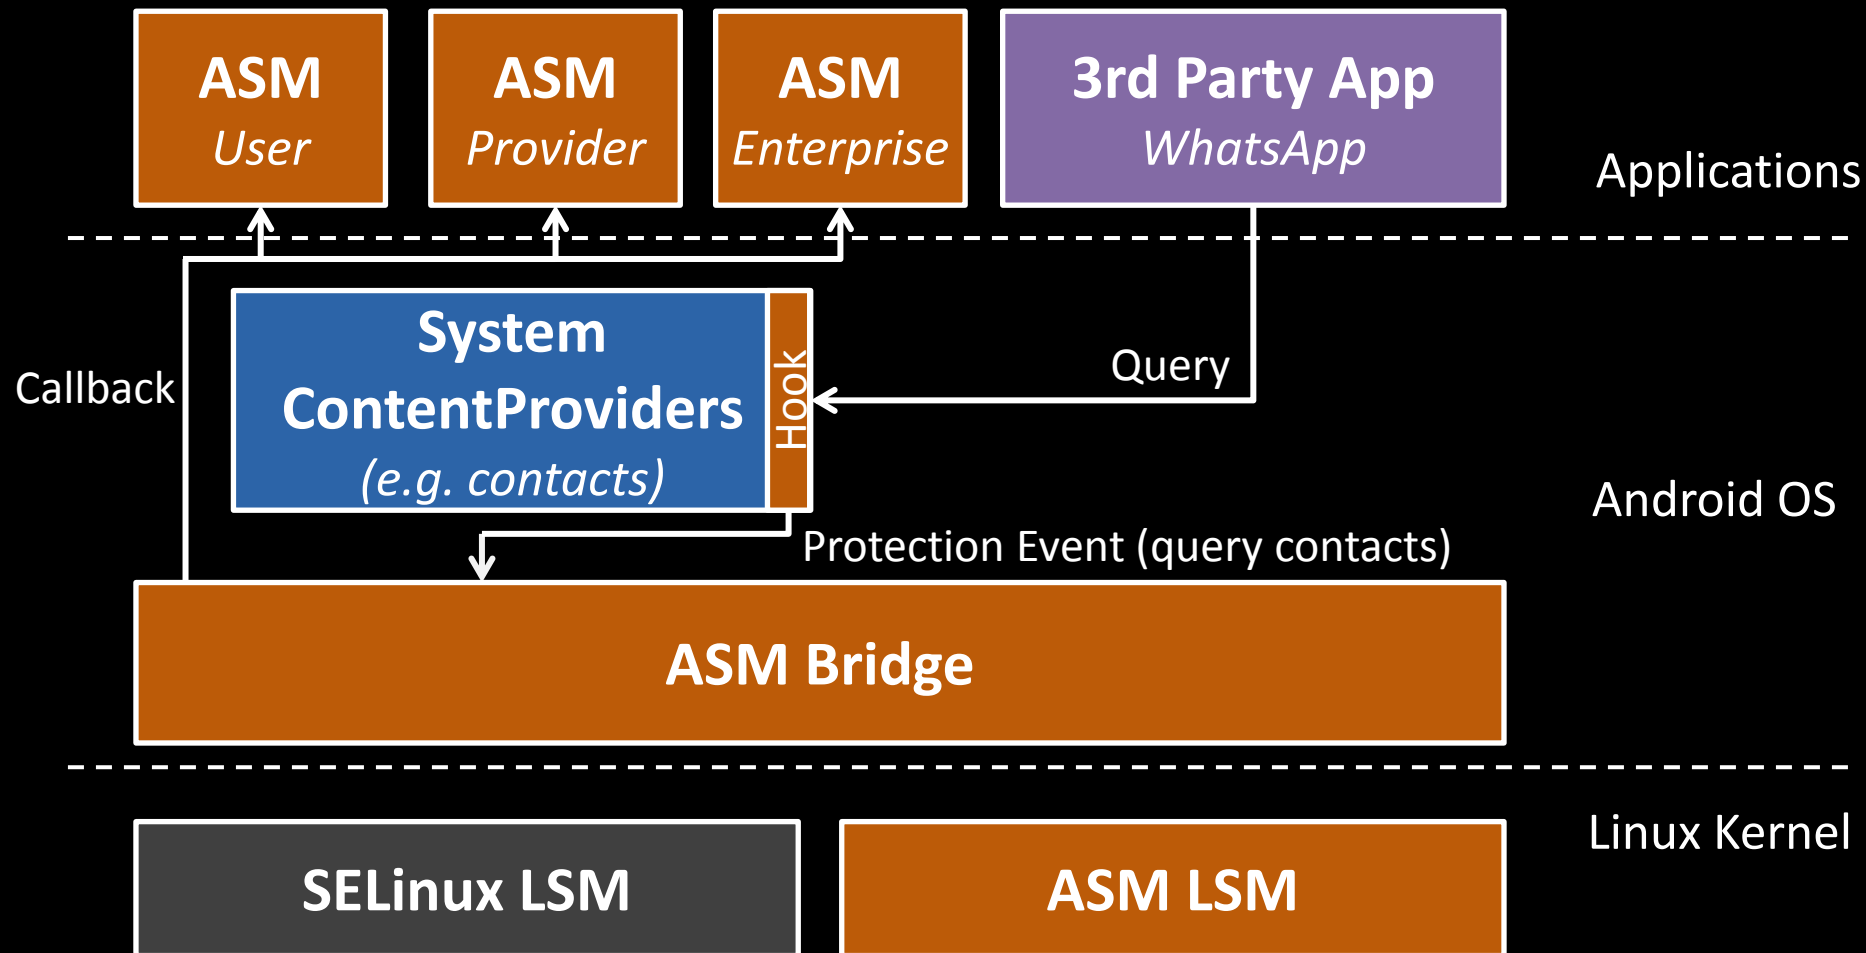 ASM
User
ASM
Provider
ASM
Enterprise
3rd Party App
WhatsApp
Applications
Callback
System
ContentProviders
(e.g. contacts)
Hook
Query
Android OS
Protection Event (query contacts)
ASM Bridge
Linux Kernel
SELinux LSM
ASM LSM